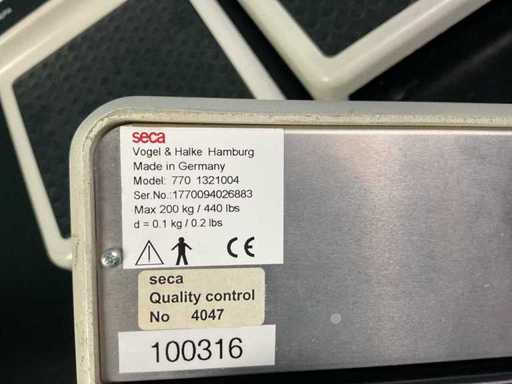 seca
Vogel & Halke Hamburg
Made in Germany
Model: 770 1321004
Ser.No.:1770094026883
Max 200 kg / 440 lbs
d = 0.1 kg / 0.2 lbs
CE
seca
Quality control
No 4047
100316